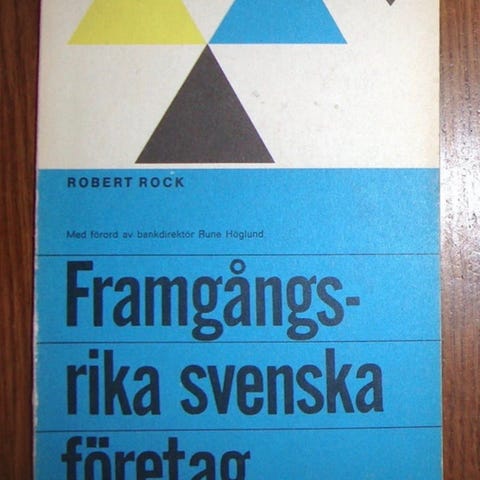 ROBERT ROCK
Med förord av bankdirektör Rune Höglund
Framgångs-
rika svenska
företag